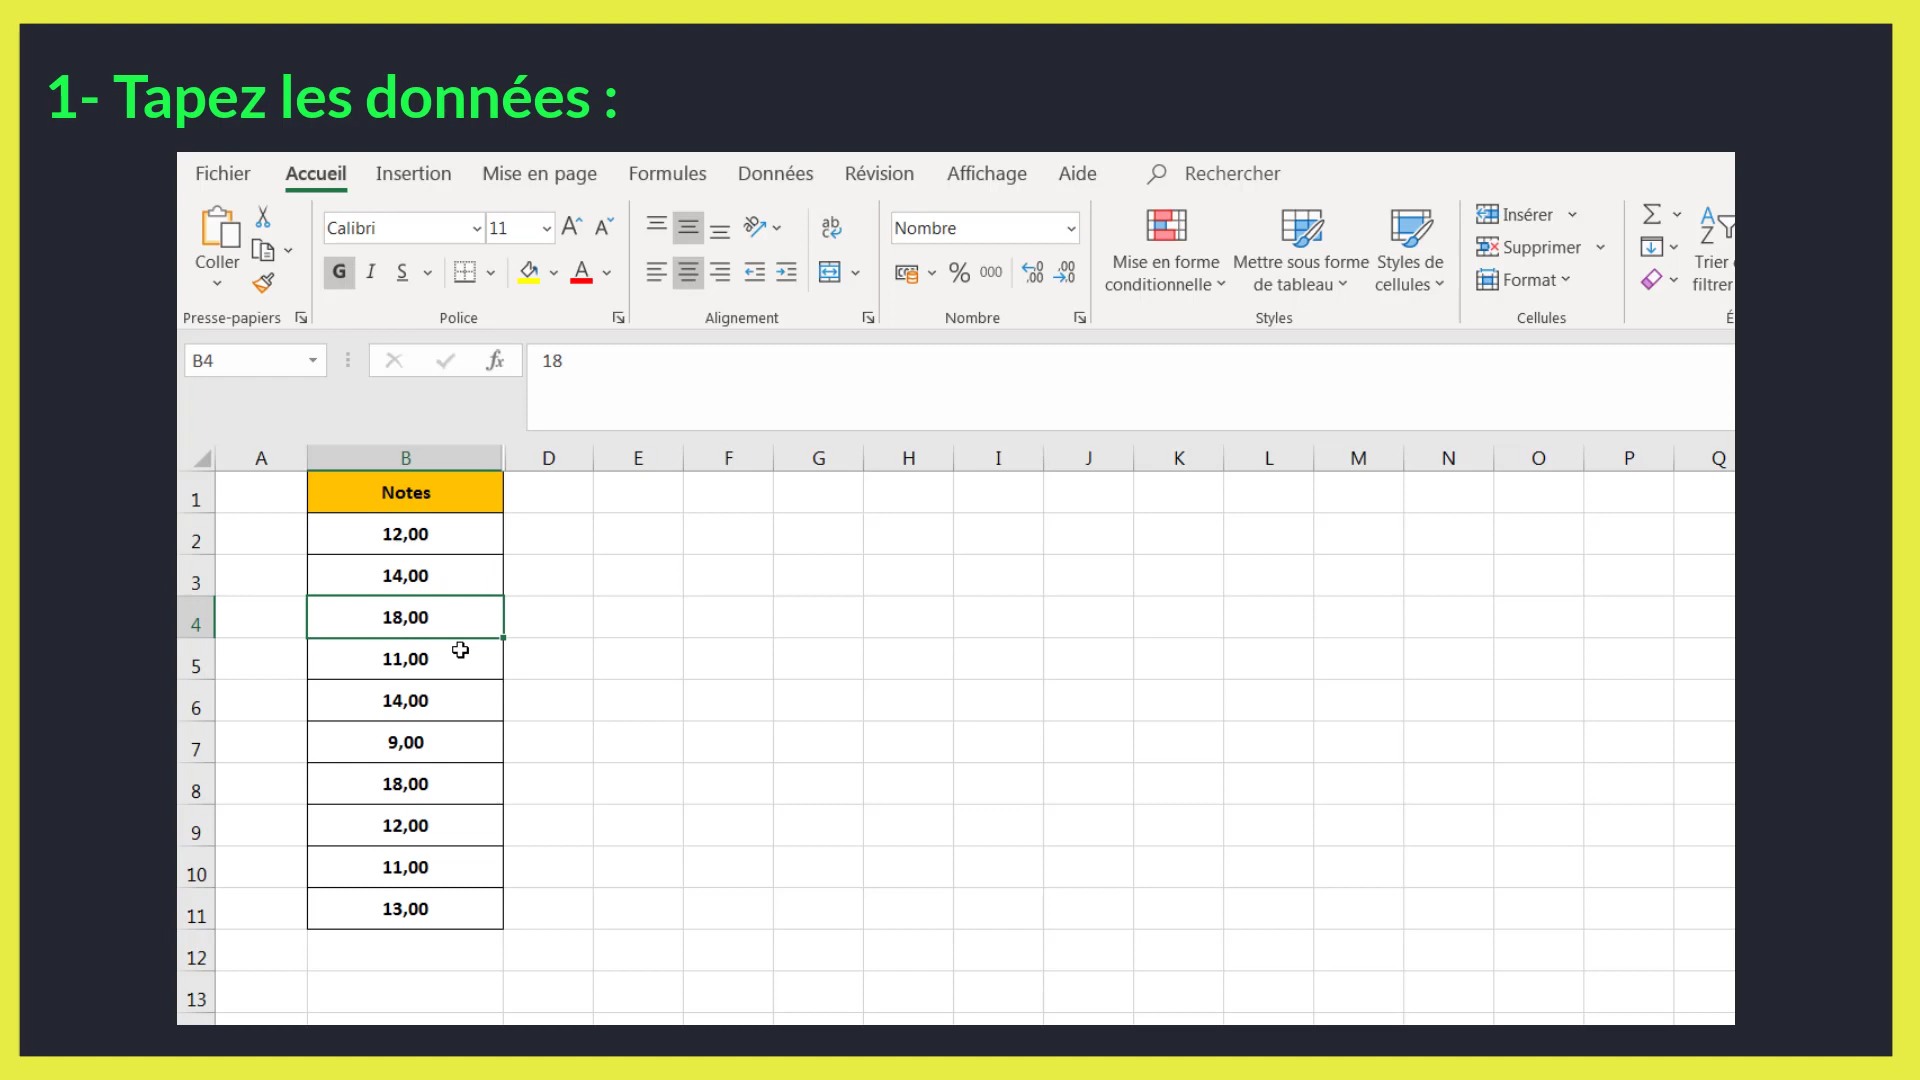 1- Tapez les données :
Fichier Accueil Insertion Mise en page Formules Données Révision Affichage Aide Rechercher
Coller
Presse-papiers
Calibri 11
G I S
Police
ab
Alignement
Nombre
% 000
Nombre
Mise en forme
conditionnelle
Mettre sous forme
de tableau
Styles de
cellules
Styles
Insérer
Supprimer
Format
Cellules
Trier
filtrer
B4 fx 18
A B D E F G H I J K L M N O P Q
1 Notes
2 12,00
3 14,00
4 18,00
5 11,00
6 14,00
7 9,00
8 18,00
9 12,00
10 11,00
11 13,00
12
13